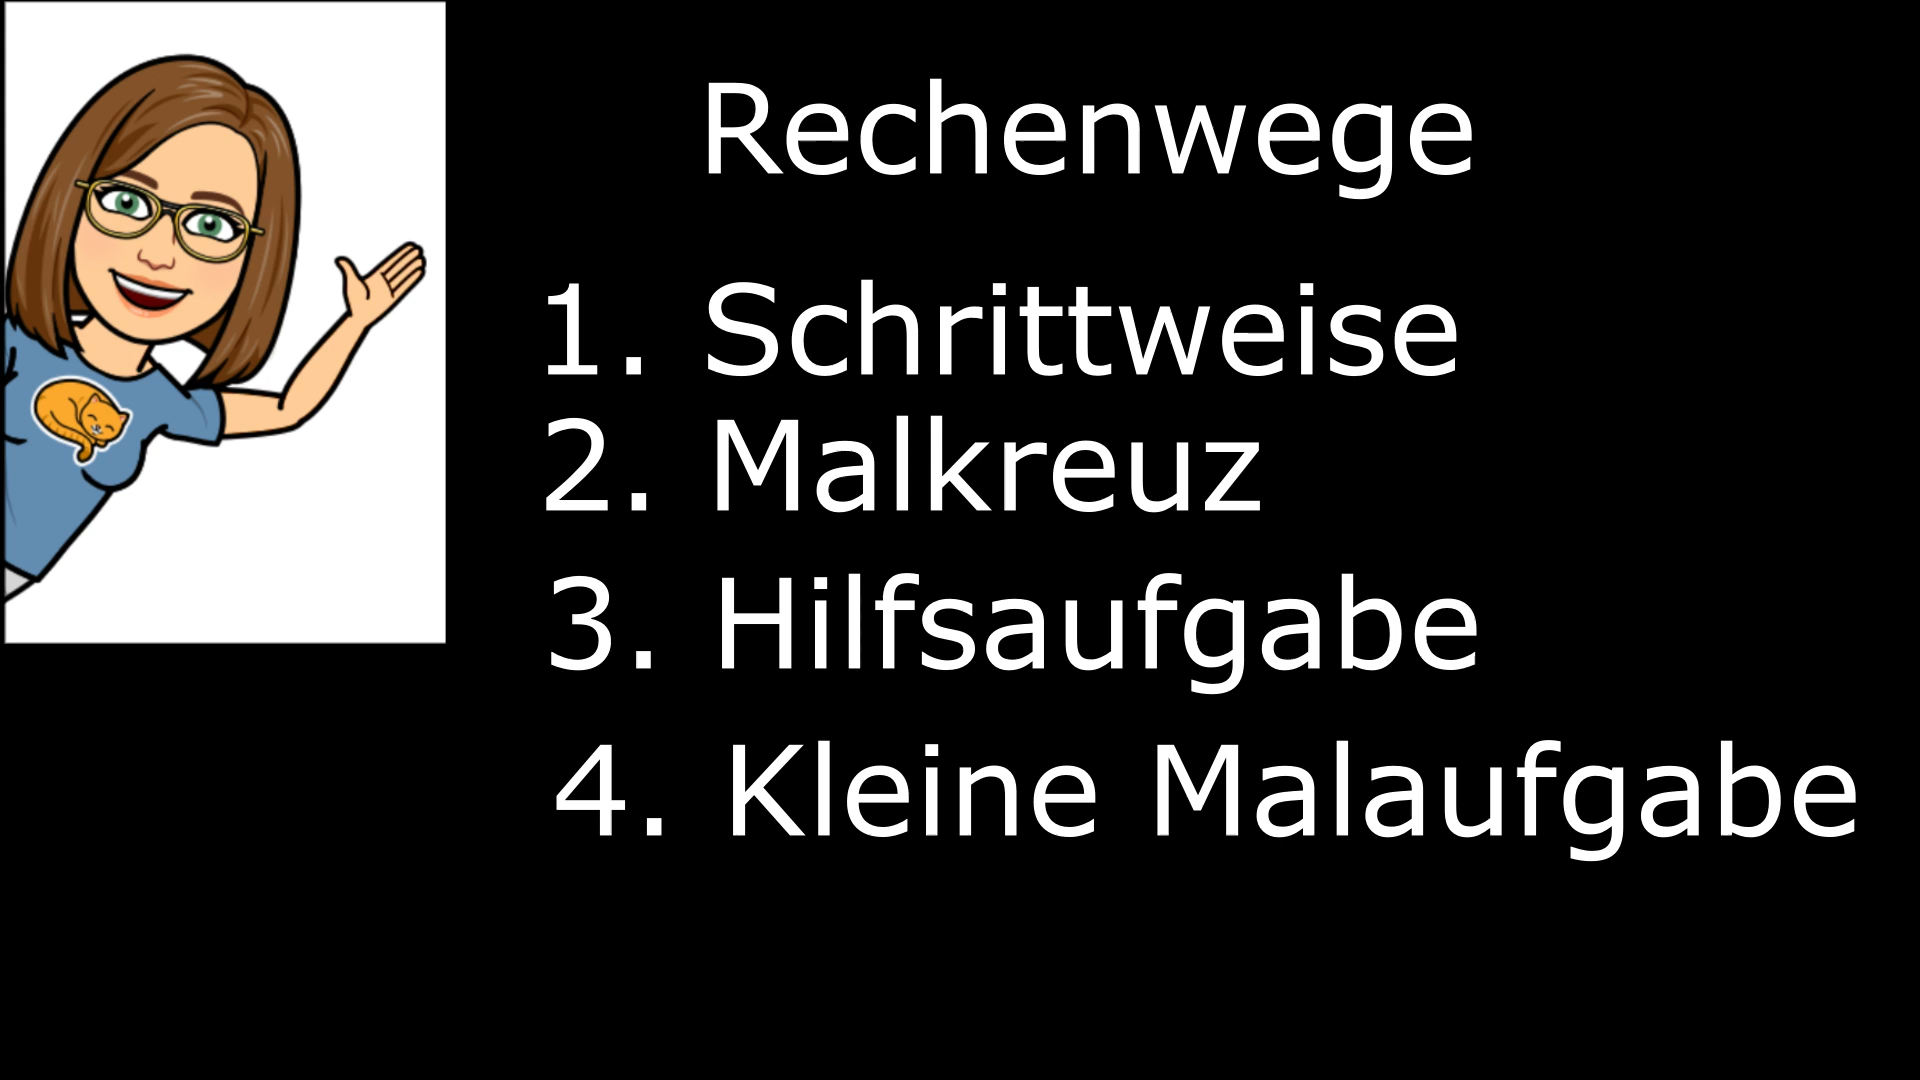 Rechenwege
1. Schrittweise
2. Malkreuz
3. Hilfsaufgabe
4. Kleine Malaufgabe